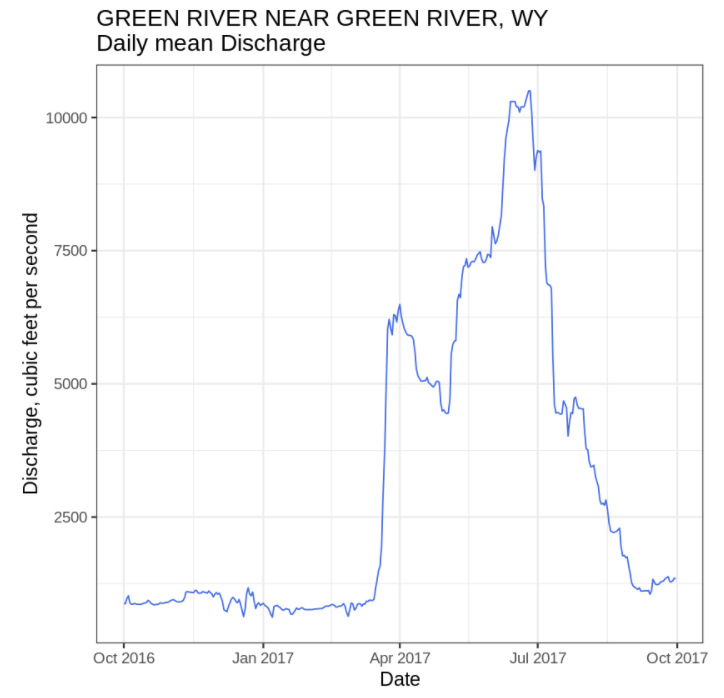 GREEN RIVER NEAR GREEN RIVER, WY
Daily mean Discharge
Discharge, cubic feet per second
10000
7500
5000
2500
Oct 2016
Jan 2017
Apr 2017
Jul 2017
Oct 2017
Date